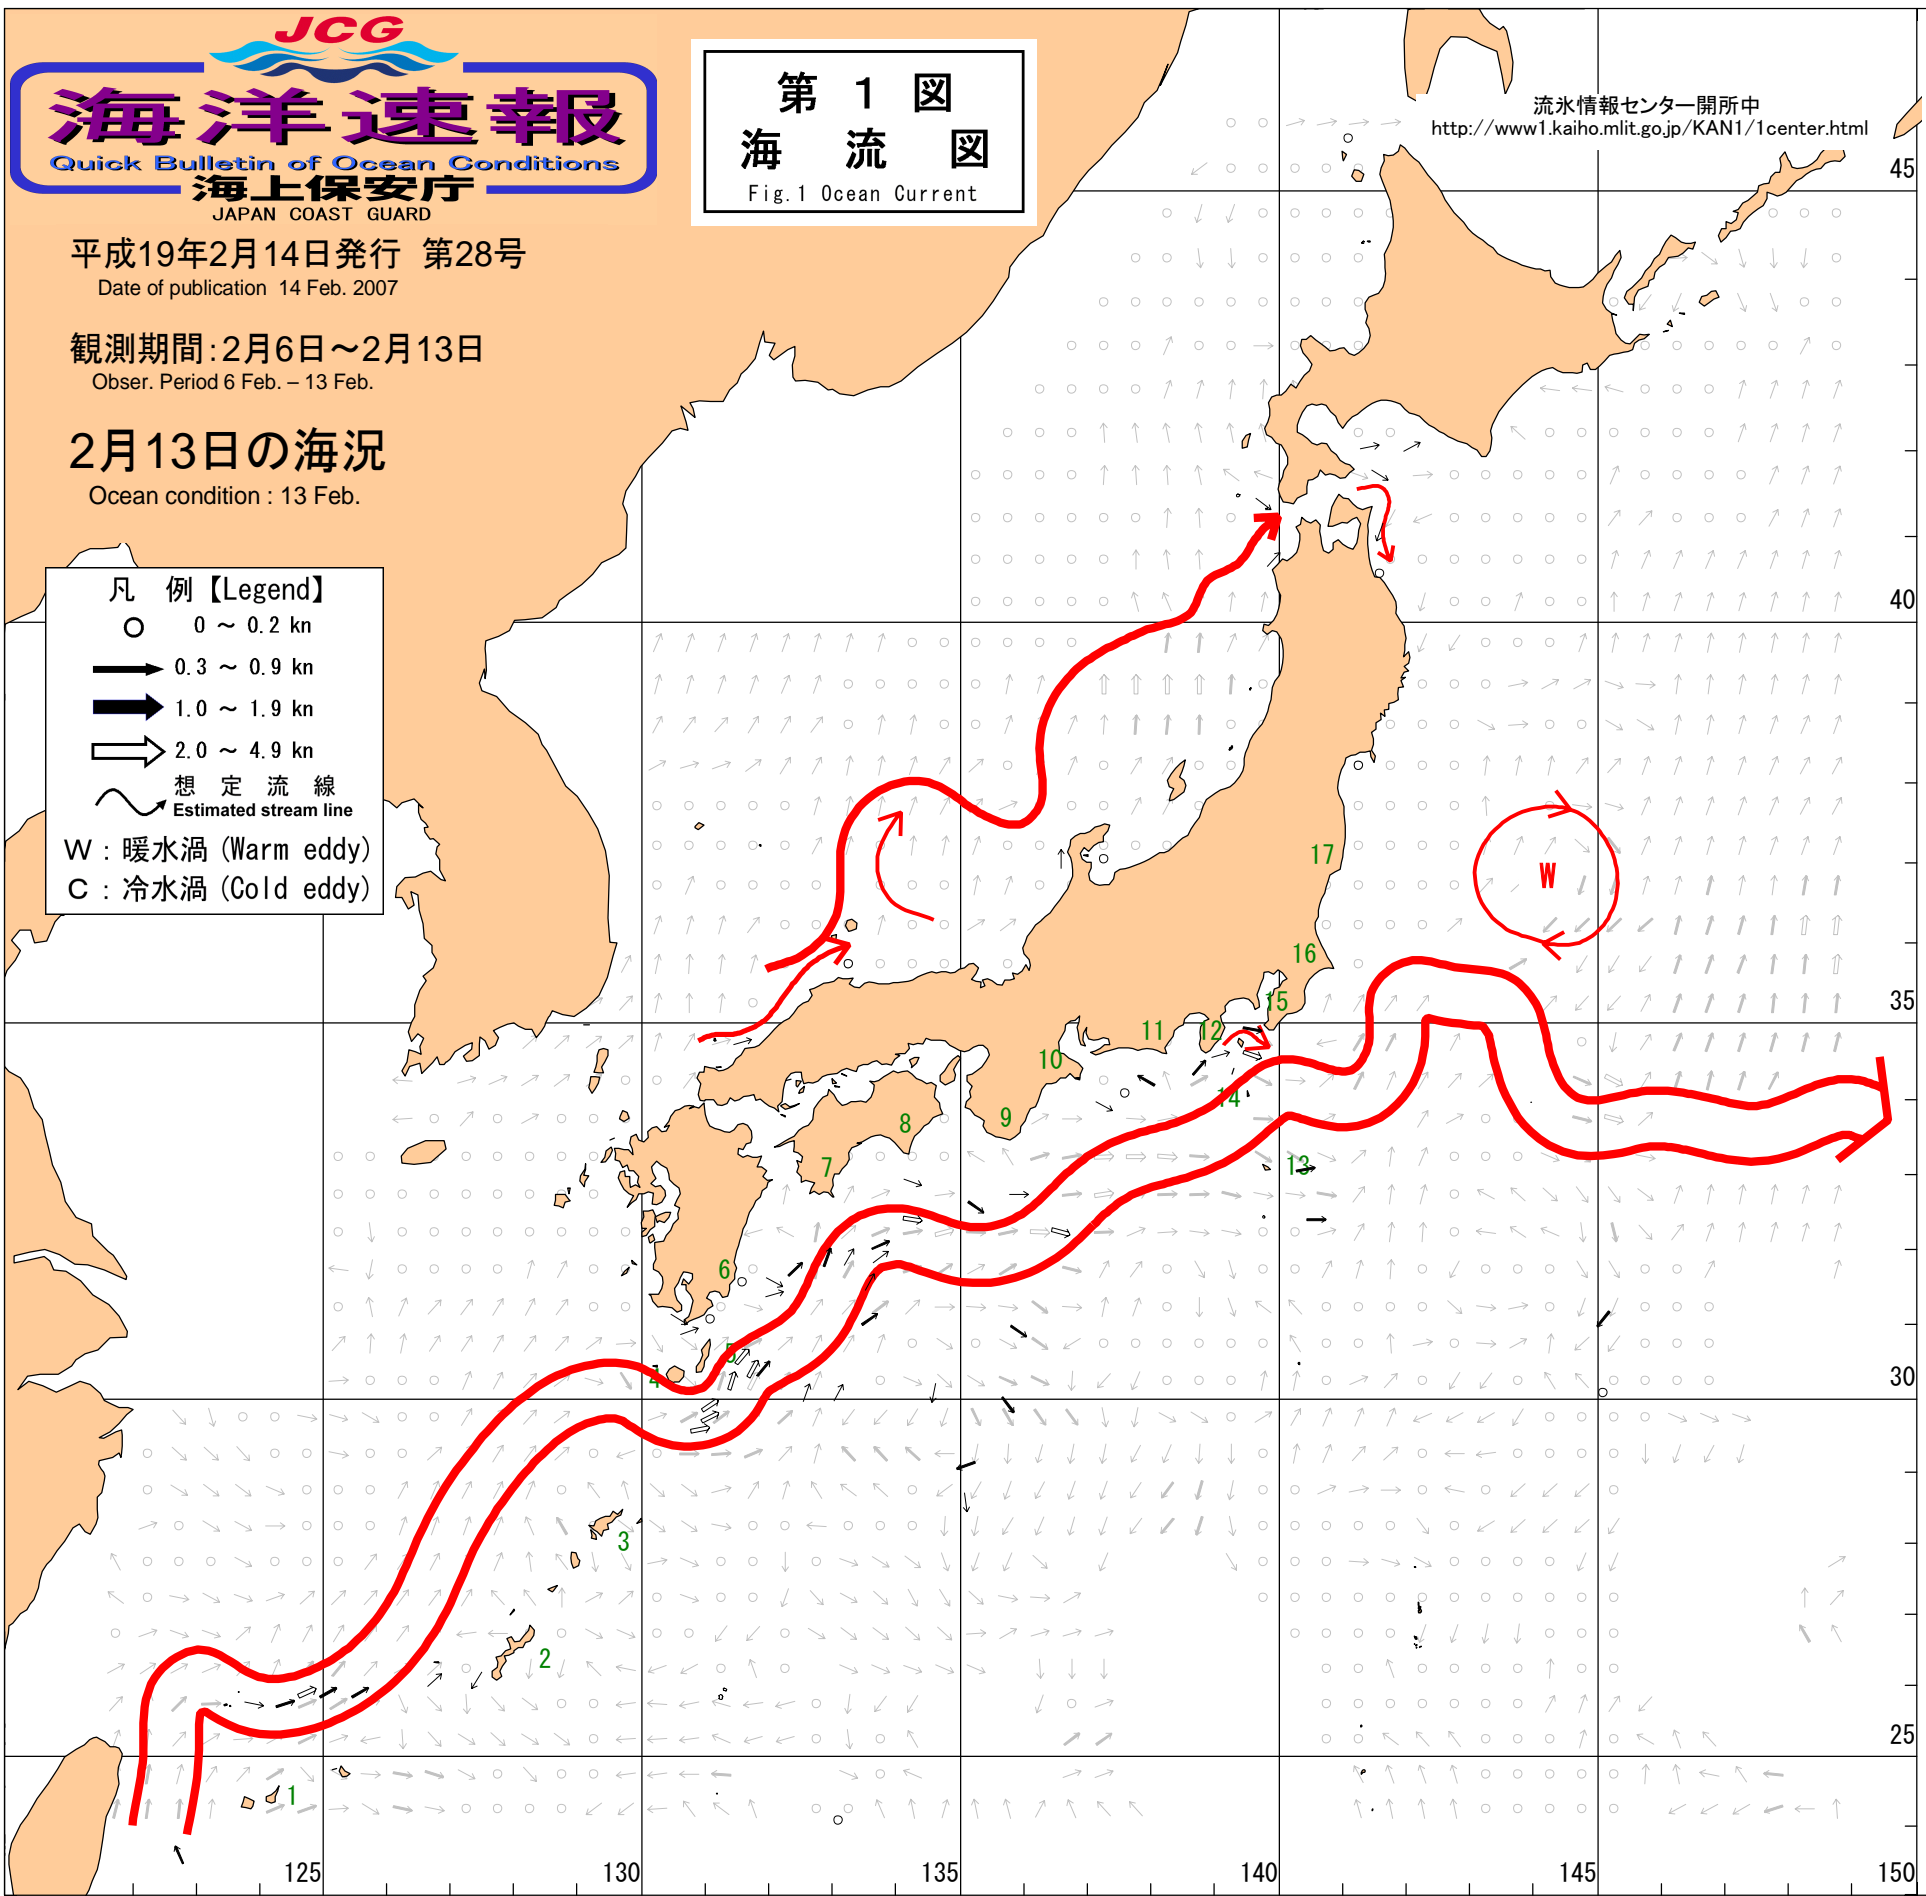 JCG
海洋速報
Quick Bulletin of Ocean Conditions
海上保安庁
JAPAN COAST GUARD
平成19年2月14日発行 第28号
Date of publication 14 Feb. 2007
観測期間:2月6日～2月13日
Obser. Period 6 Feb. – 13 Feb.
2月13日の海況
Ocean condition : 13 Feb.
第 1 図
海 流 図
Fig.1 Ocean Current
流氷情報センター開所中
http://www1.kaiho.mlit.go.jp/KAN1/1center.html
凡 例【Legend】
0 ～ 0.2 kn
0.3 ～ 0.9 kn
1.0 ～ 1.9 kn
2.0 ～ 4.9 kn
想 定 流 線
Estimated stream line
W : 暖水渦 (Warm eddy)
C : 冷水渦 (Cold eddy)
45
40
17
W
16
35
15
12
11
10
14
9
8
7
13
6
5
4
30
3
2
25
1
125
130
135
140
145
150